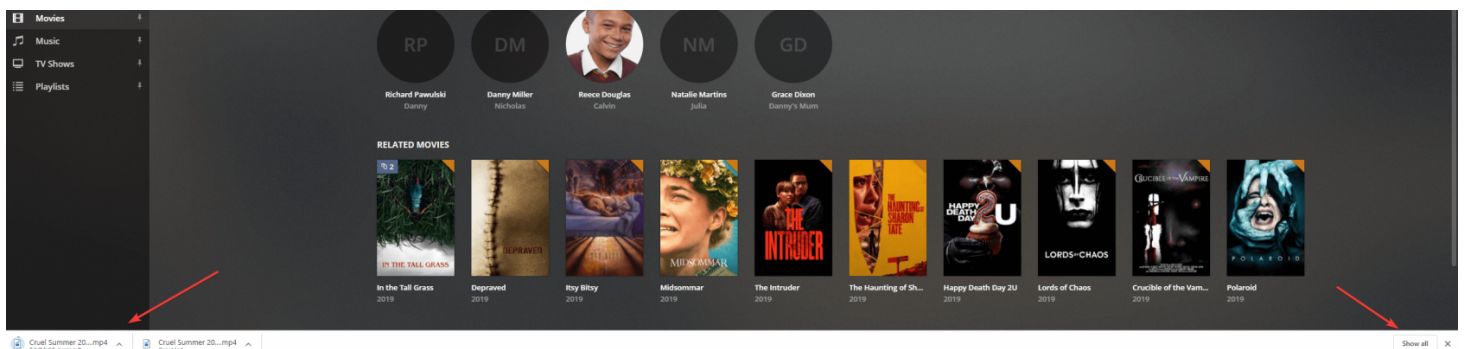 Movies
Music
TV Shows
Playlists
RP
DM
NM
GD
Richard Pawulski
Danny
Danny Miller
Nicholas
Reece Douglas
Calvin
Natalie Martins
Julia
Grace Dixon
Danny's Mum
RELATED MOVIES
2
IN THE TALL GRASS
DEPRAVED
MIDSOMMAR
THE INTRUDER
THE HAUNTING OF SHARON TATE
HAPPY DEATH DAY 2U
LORDS OF CHAOS
CRUCIBLE OF THE VAMPIRE
POLAROID
In the Tall Grass
2019
Depraved
2019
Itsy Bitsy
2019
Midsommar
2019
The Intruder
2019
The Haunting of Sh...
2019
Happy Death Day 2U
2019
Lords of Chaos
2019
Crucible of the Vam...
2019
Polaroid
2019
Cruel Summer 20....mp4
Cruel Summer 20....mp4
Show all